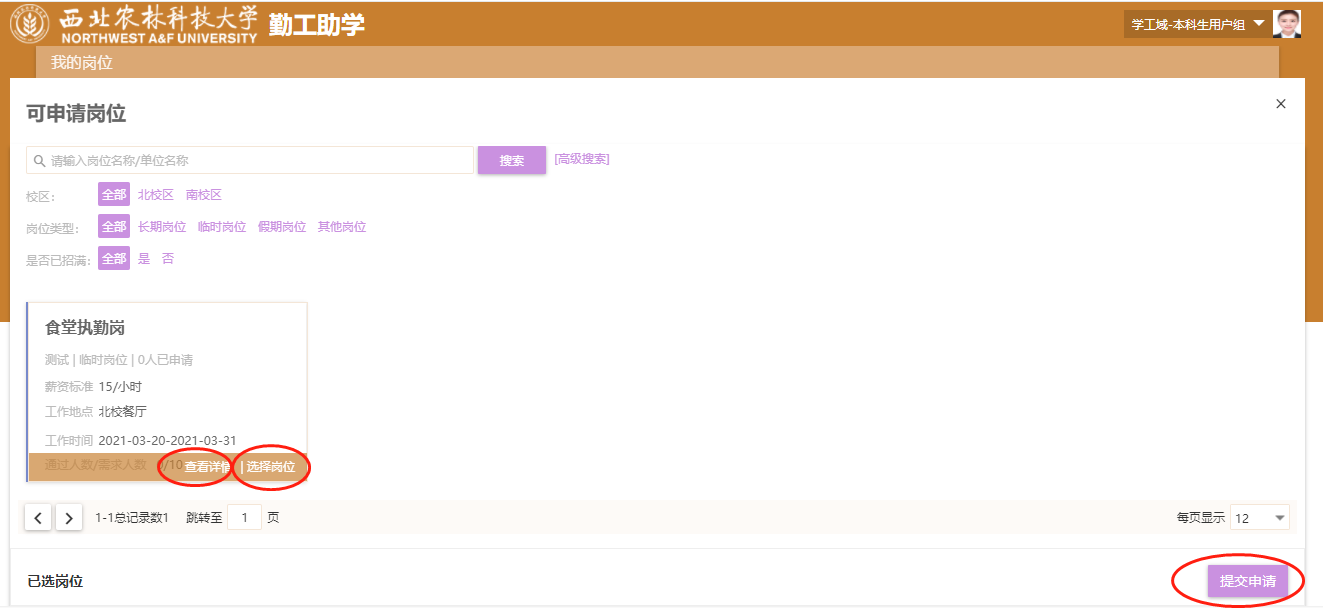 西北农林科技大学 勤工助学
NORTHWEST A&F UNIVERSITY
学工域-本科生用户组
我的岗位
可申请岗位
请输入岗位名称/单位名称 搜索 [高级搜索]
校区: 全部 北校区 南校区
岗位类型: 全部 长期岗位 临时岗位 假期岗位 其他岗位
是否已招满: 全部 是 否
食堂执勤岗
测试 | 临时岗位 | 0人已申请
薪资标准 15/小时
工作地点 北校餐厅
工作时间 2021-03-20-2021-03-31
通过人数/需求人数 0/10 查看详情 | 选择岗位
1-1总记录数1 跳转至 1 页 每页显示 12
已选岗位 提交申请